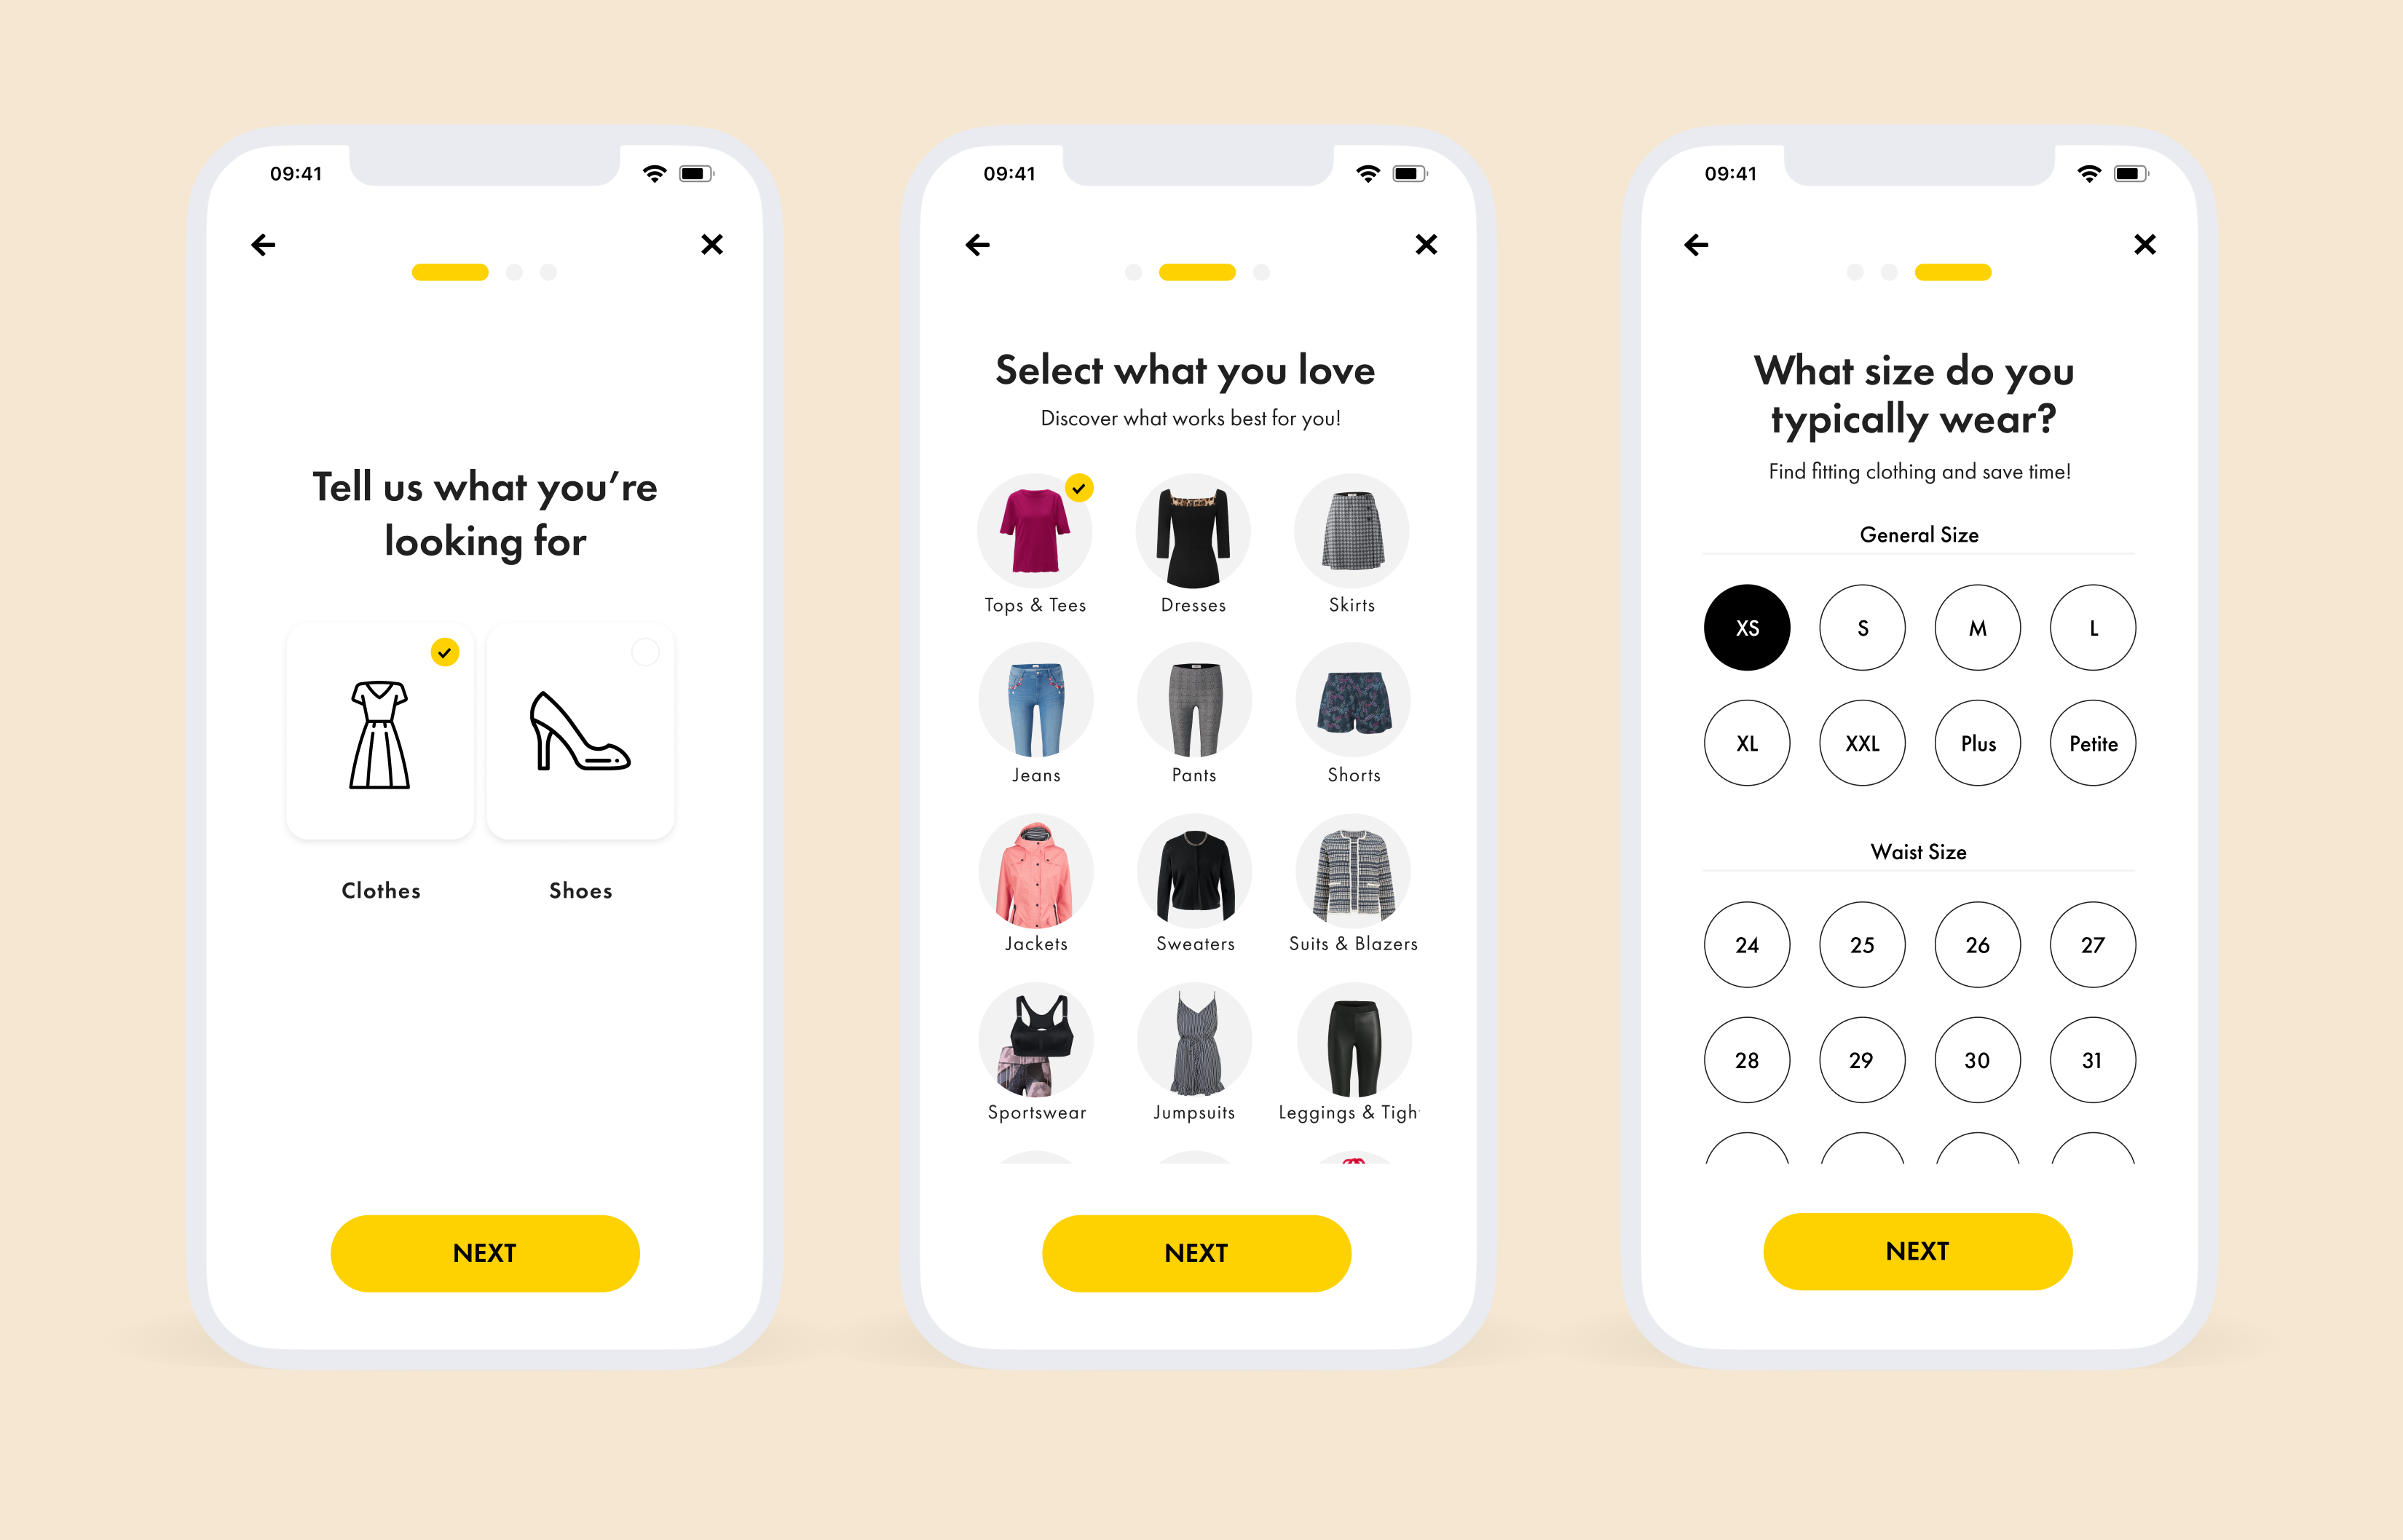 09:41
Tell us what you’re
looking for
Clothes
Shoes
NEXT
09:41
Select what you love
Discover what works best for you!
Tops & Tees
Dresses
Skirts
Jeans
Pants
Shorts
Jackets
Sweaters
Suits & Blazers
Sportswear
Jumpsuits
Leggings & Tigh
NEXT
09:41
What size do you
typically wear?
Find fitting clothing and save time!
General Size
XS S M L
XL XXL Plus Petite
Waist Size
24 25 26 27
28 29 30 31
NEXT